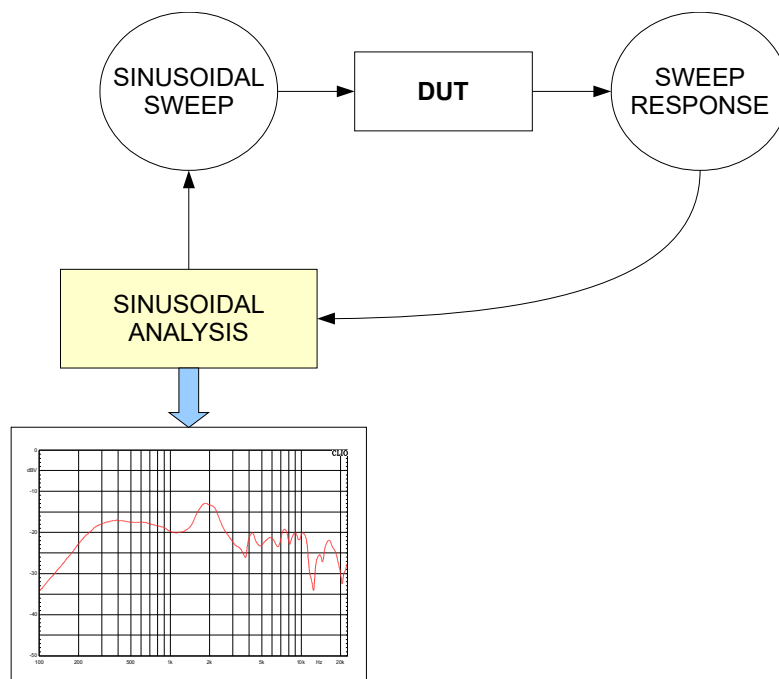 SINUSOIDAL
SWEEP
DUT
SWEEP
RESPONSE
SINUSOIDAL
ANALYSIS
CLIO
0
dBV
-10
-20
-30
-40
-50
100
200
500
1k
2k
5k
10k
Hz
20k